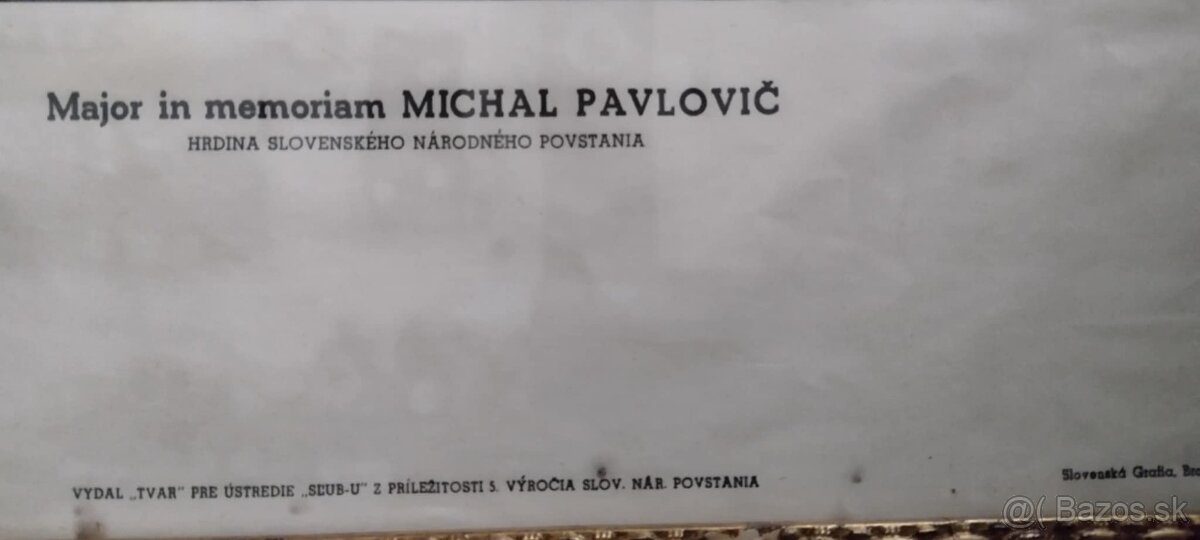 Major in memoriam MICHAL PAVLOVIČ
HRDINA SLOVENSKÉHO NÁRODNÉHO POVSTANIA
VYDAL „TVAR" PRE ÚSTREDIE „SĽUB-U" Z PRÍLEŽITOSTI 5. VÝROČIA SLOV. NÁR. POVSTANIA
Slovenská Grafia, Bra
@( Bazos.sk